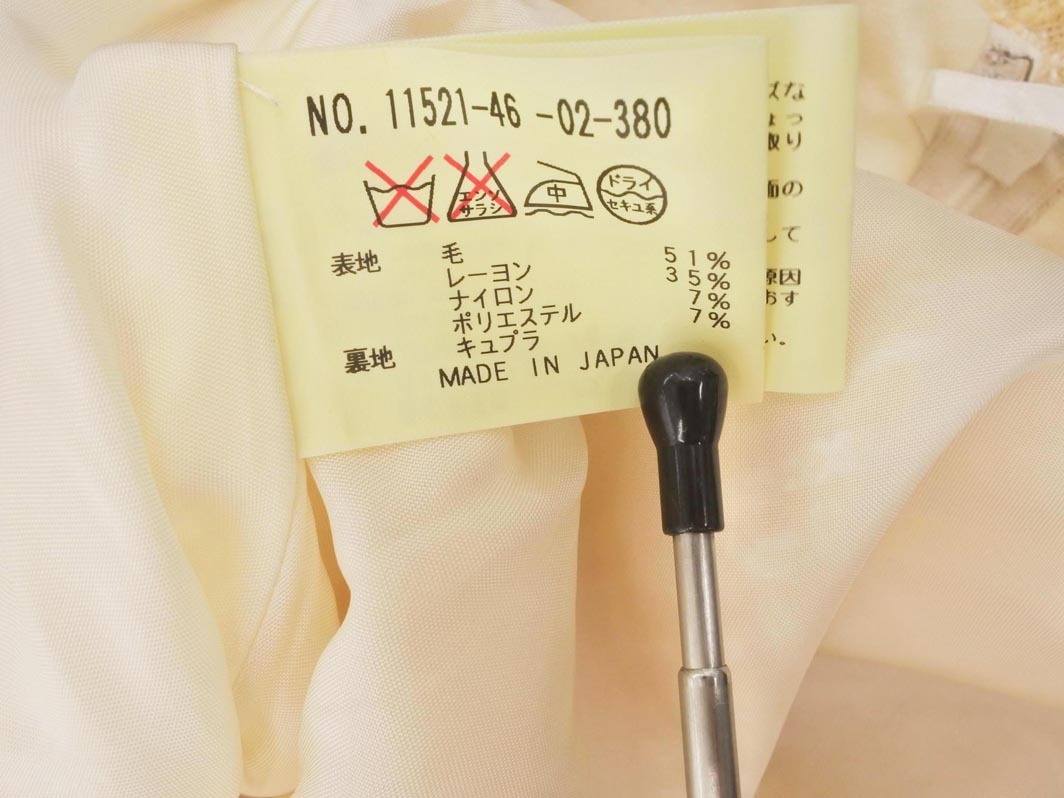 NO. 11521-46 -02-380
エンソ
サラシ
中
ドライ
セキユ系
表地 毛 51%
レーヨン 35%
ナイロン 7%
ポリエステル 7%
裏地 キュプラ
MADE IN JAPAN
ズな
ょっ
取り
面の
して
原因
おす
い。